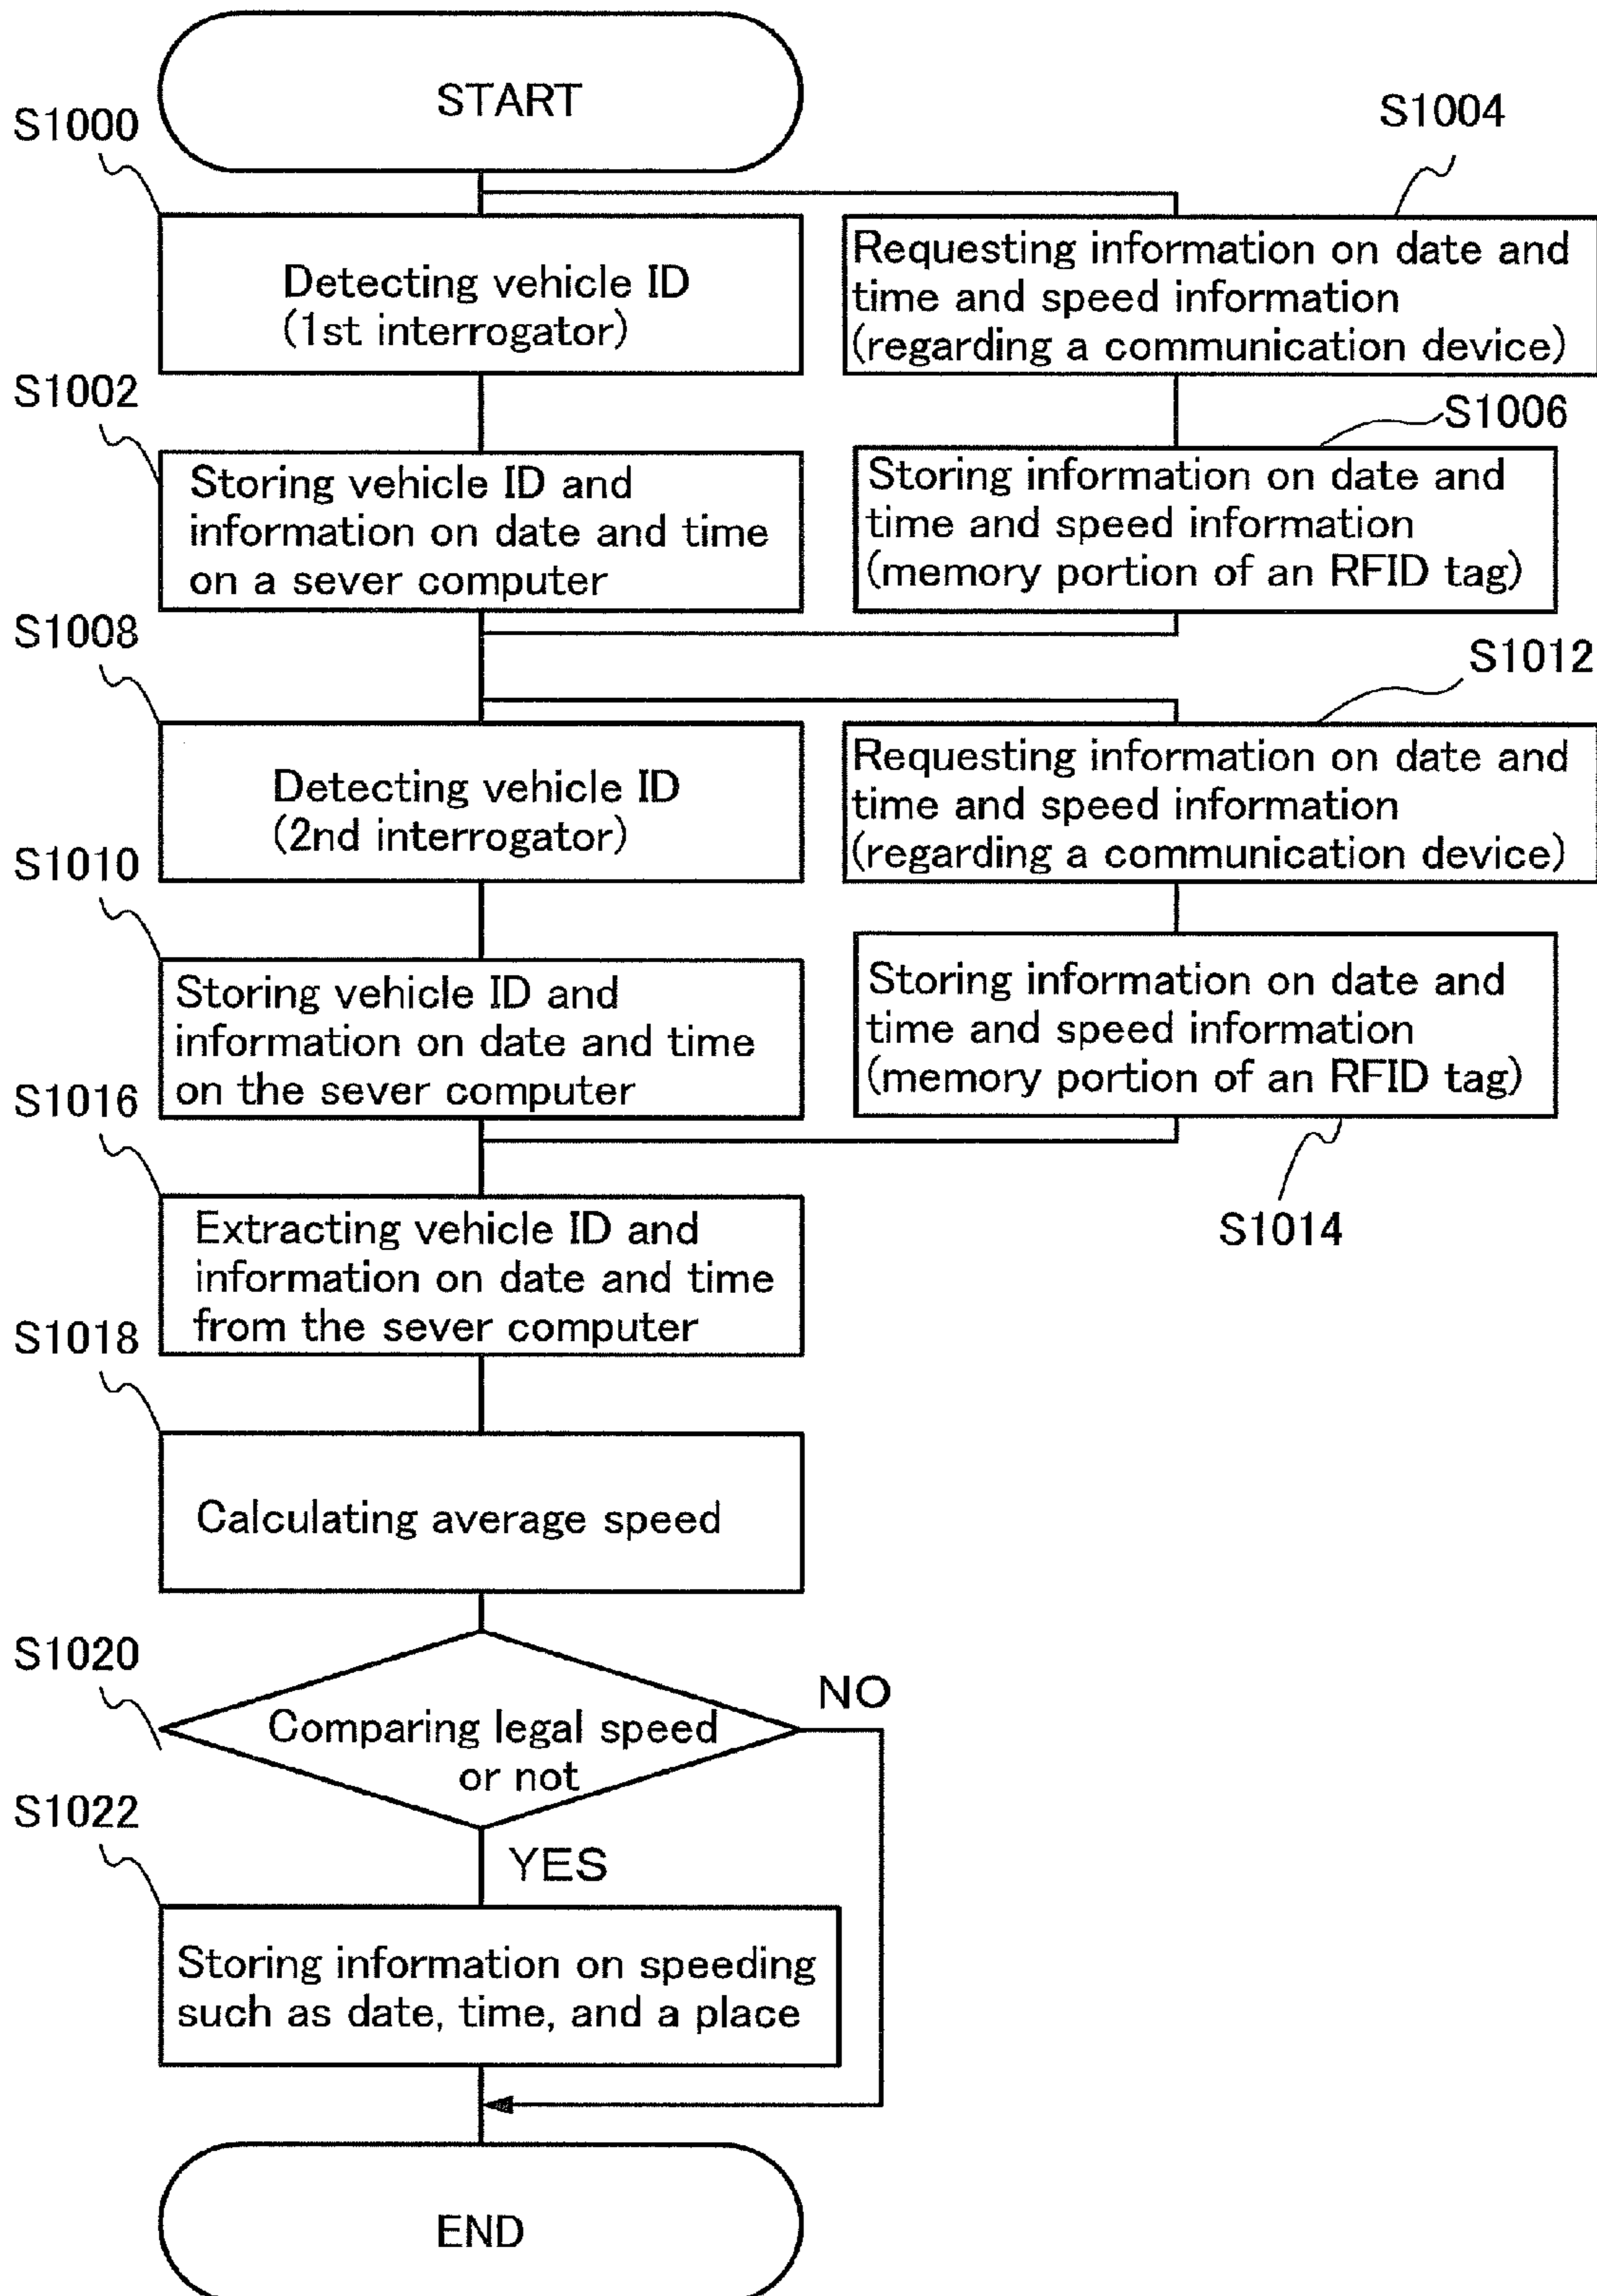 START
S1000
S1004
Detecting vehicle ID
(1st interrogator)
Requesting information on date and
time and speed information
(regarding a communication device)
S1002
S1006
Storing vehicle ID and
information on date and time
on a sever computer
Storing information on date and
time and speed information
(memory portion of an RFID tag)
S1008
S1012
Detecting vehicle ID
(2nd interrogator)
Requesting information on date and
time and speed information
(regarding a communication device)
S1010
Storing vehicle ID and
information on date and time
on the sever computer
Storing information on date and
time and speed information
(memory portion of an RFID tag)
S1014
S1016
Extracting vehicle ID and
information on date and time
from the sever computer
S1018
Calculating average speed
S1020
Comparing legal speed
or not
NO
YES
S1022
Storing information on speeding
such as date, time, and a place
END